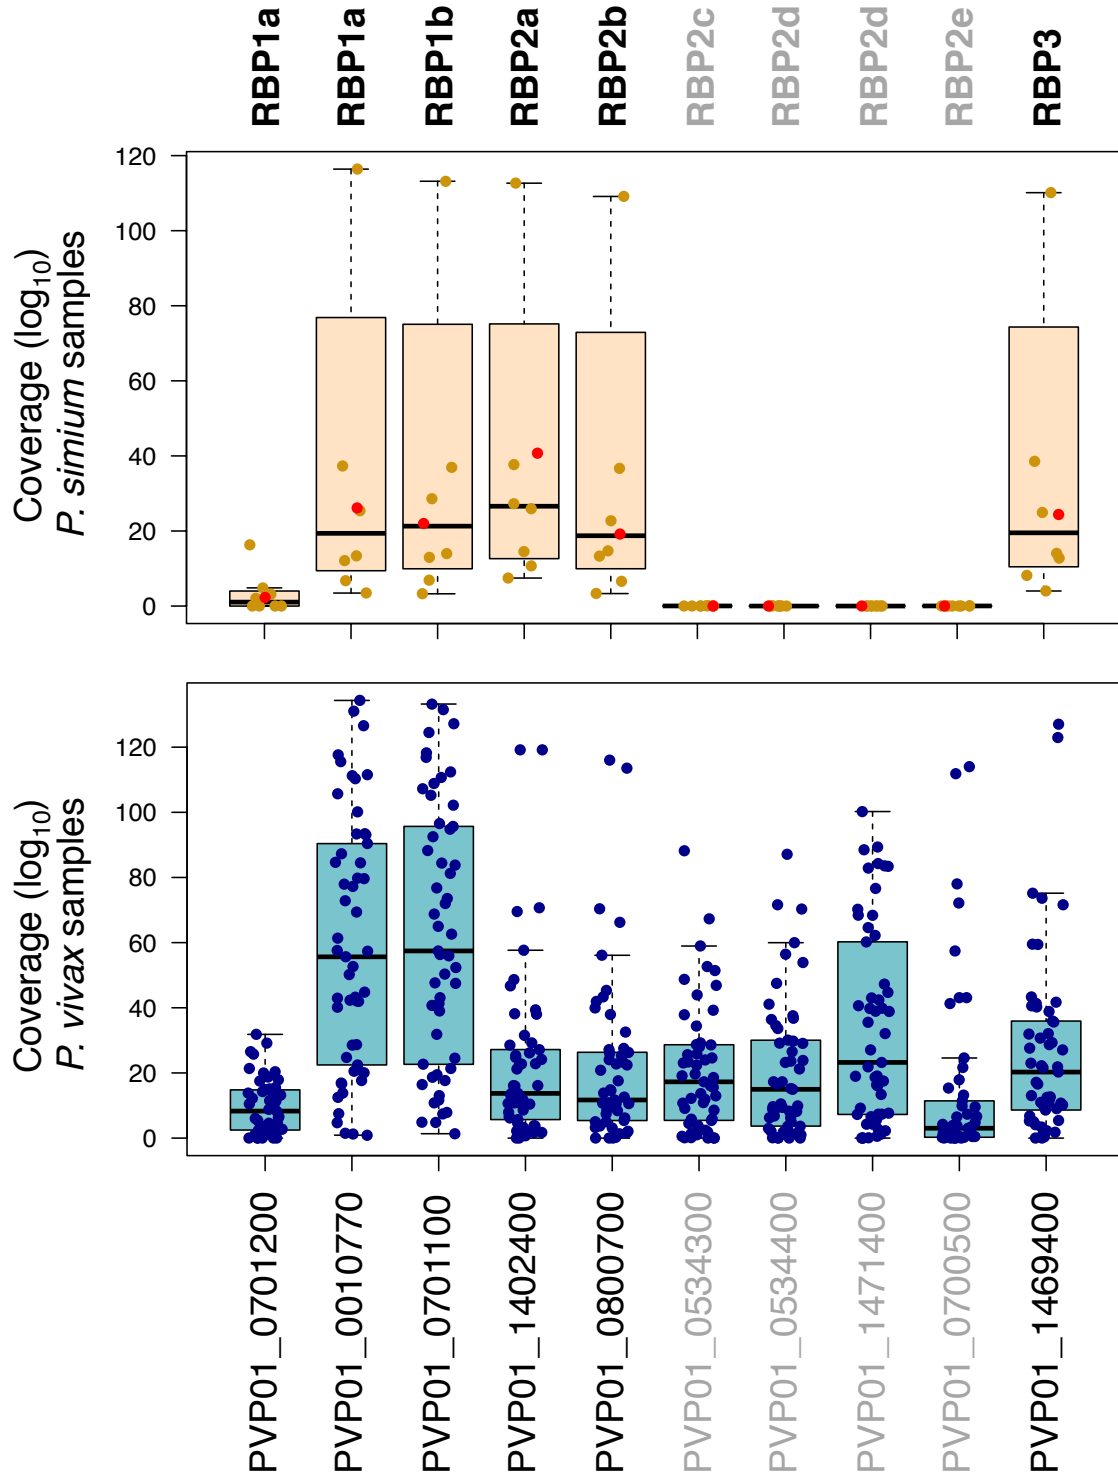 RBP1a RBP1a RBP1b RBP2a RBP2b RBP2c RBP2d RBP2d RBP2e RBP3
Coverage (log10)
P. simium samples
120
100
80
60
40
20
0
Coverage (log10)
P. vivax samples
120
100
80
60
40
20
0
PVP01_0701200 PVP01_0010770 PVP01_0701100 PVP01_1402400 PVP01_0800700 PVP01_0534300 PVP01_0534400 PVP01_1471400 PVP01_0700500 PVP01_1469400